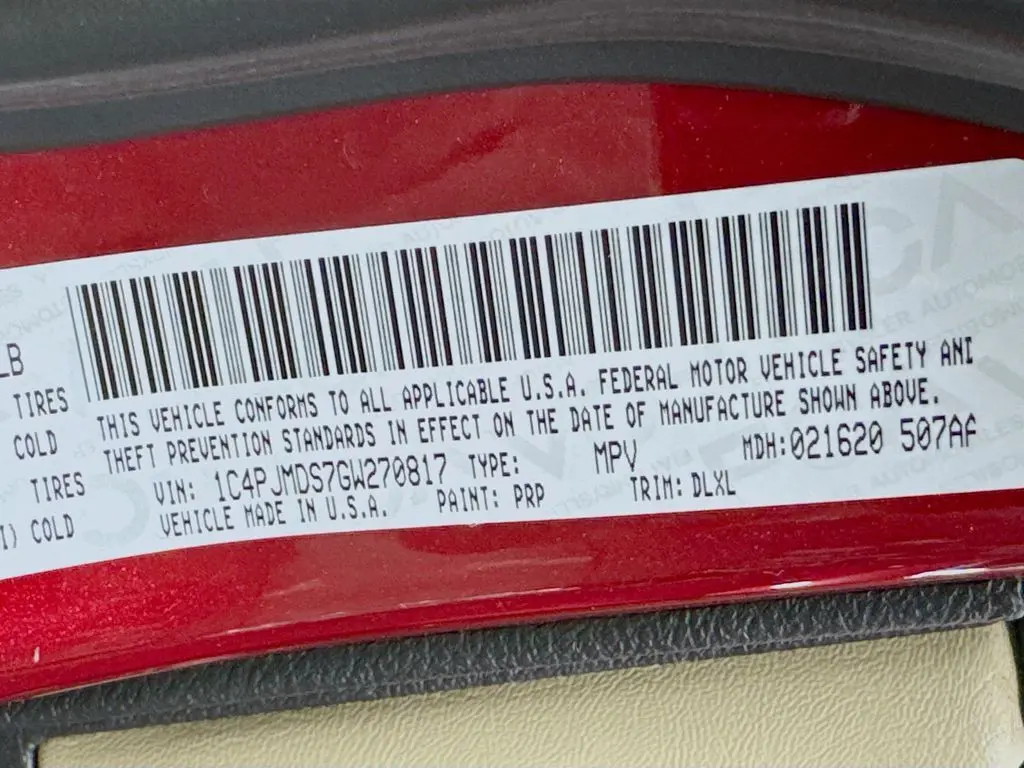 LB
TIRES
COLD
TIRES
I) COLD
THIS VEHICLE CONFORMS TO ALL APPLICABLE U.S.A. FEDERAL MOTOR VEHICLE SAFETY AND
THEFT PREVENTION STANDARDS IN EFFECT ON THE DATE OF MANUFACTURE SHOWN ABOVE.
VIN: 1C4PJMDS7GW270817 TYPE: MPV MDH:021620 507AA
VEHICLE MADE IN U.S.A. PAINT: PRP TRIM: DLXL